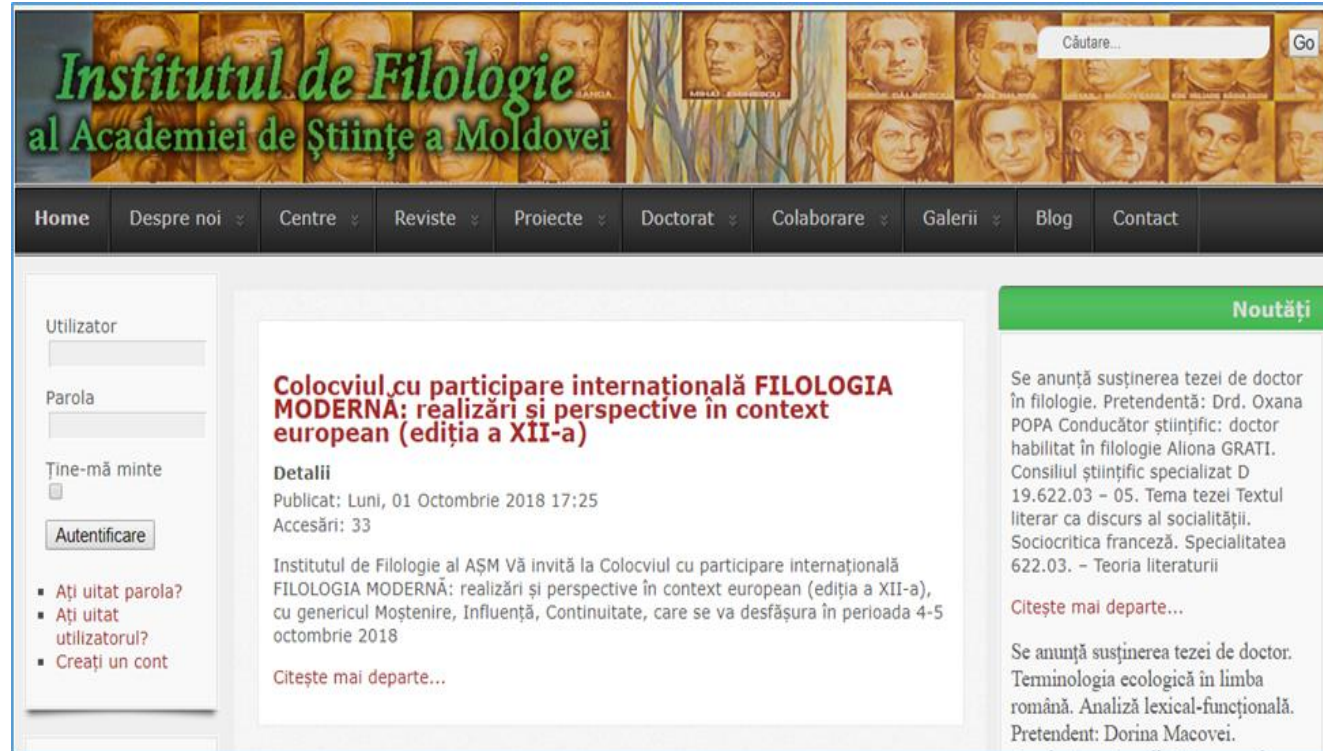 Institutul de Filologie
al Academiei de Științe a Moldovei
Căutare...
Go
MIHAI EMINESCU
Home
Despre noi
Centre
Reviste
Proiecte
Doctorat
Colaborare
Galerii
Blog
Contact
Utilizator
Parola
Ține-mă minte
Autentificare
Ați uitat parola?
Ați uitat
utilizatorul?
Creați un cont
Colocviul cu participare internațională FILOLOGIA
MODERNĂ: realizări și perspective în context
european (ediția a XII-a)
Detalii
Publicat: Luni, 01 Octombrie 2018 17:25
Accesări: 33
Institutul de Filologie al AȘM Vă invită la Colocviul cu participare internațională
FILOLOGIA MODERNĂ: realizări și perspective în context european (ediția a XII-a),
cu genericul Moștenire, Influență, Continuitate, care se va desfășura în perioada 4-5
octombrie 2018
Citește mai departe...
Noutăți
Se anunță susținerea tezei de doctor
în filologie. Pretendentă: Drd. Oxana
POPA Conducător științific: doctor
habilitat în filologie Aliona GRATI.
Consiliul științific specializat D
19.622.03 – 05. Tema tezei Textul
literar ca discurs al socialității.
Sociocritica franceză. Specialitatea
622.03. – Teoria literaturii
Citește mai departe...
Se anunță susținerea tezei de doctor.
Terminologia ecologică în limba
română. Analiză lexical-funcțională.
Pretendent: Dorina Macovei.